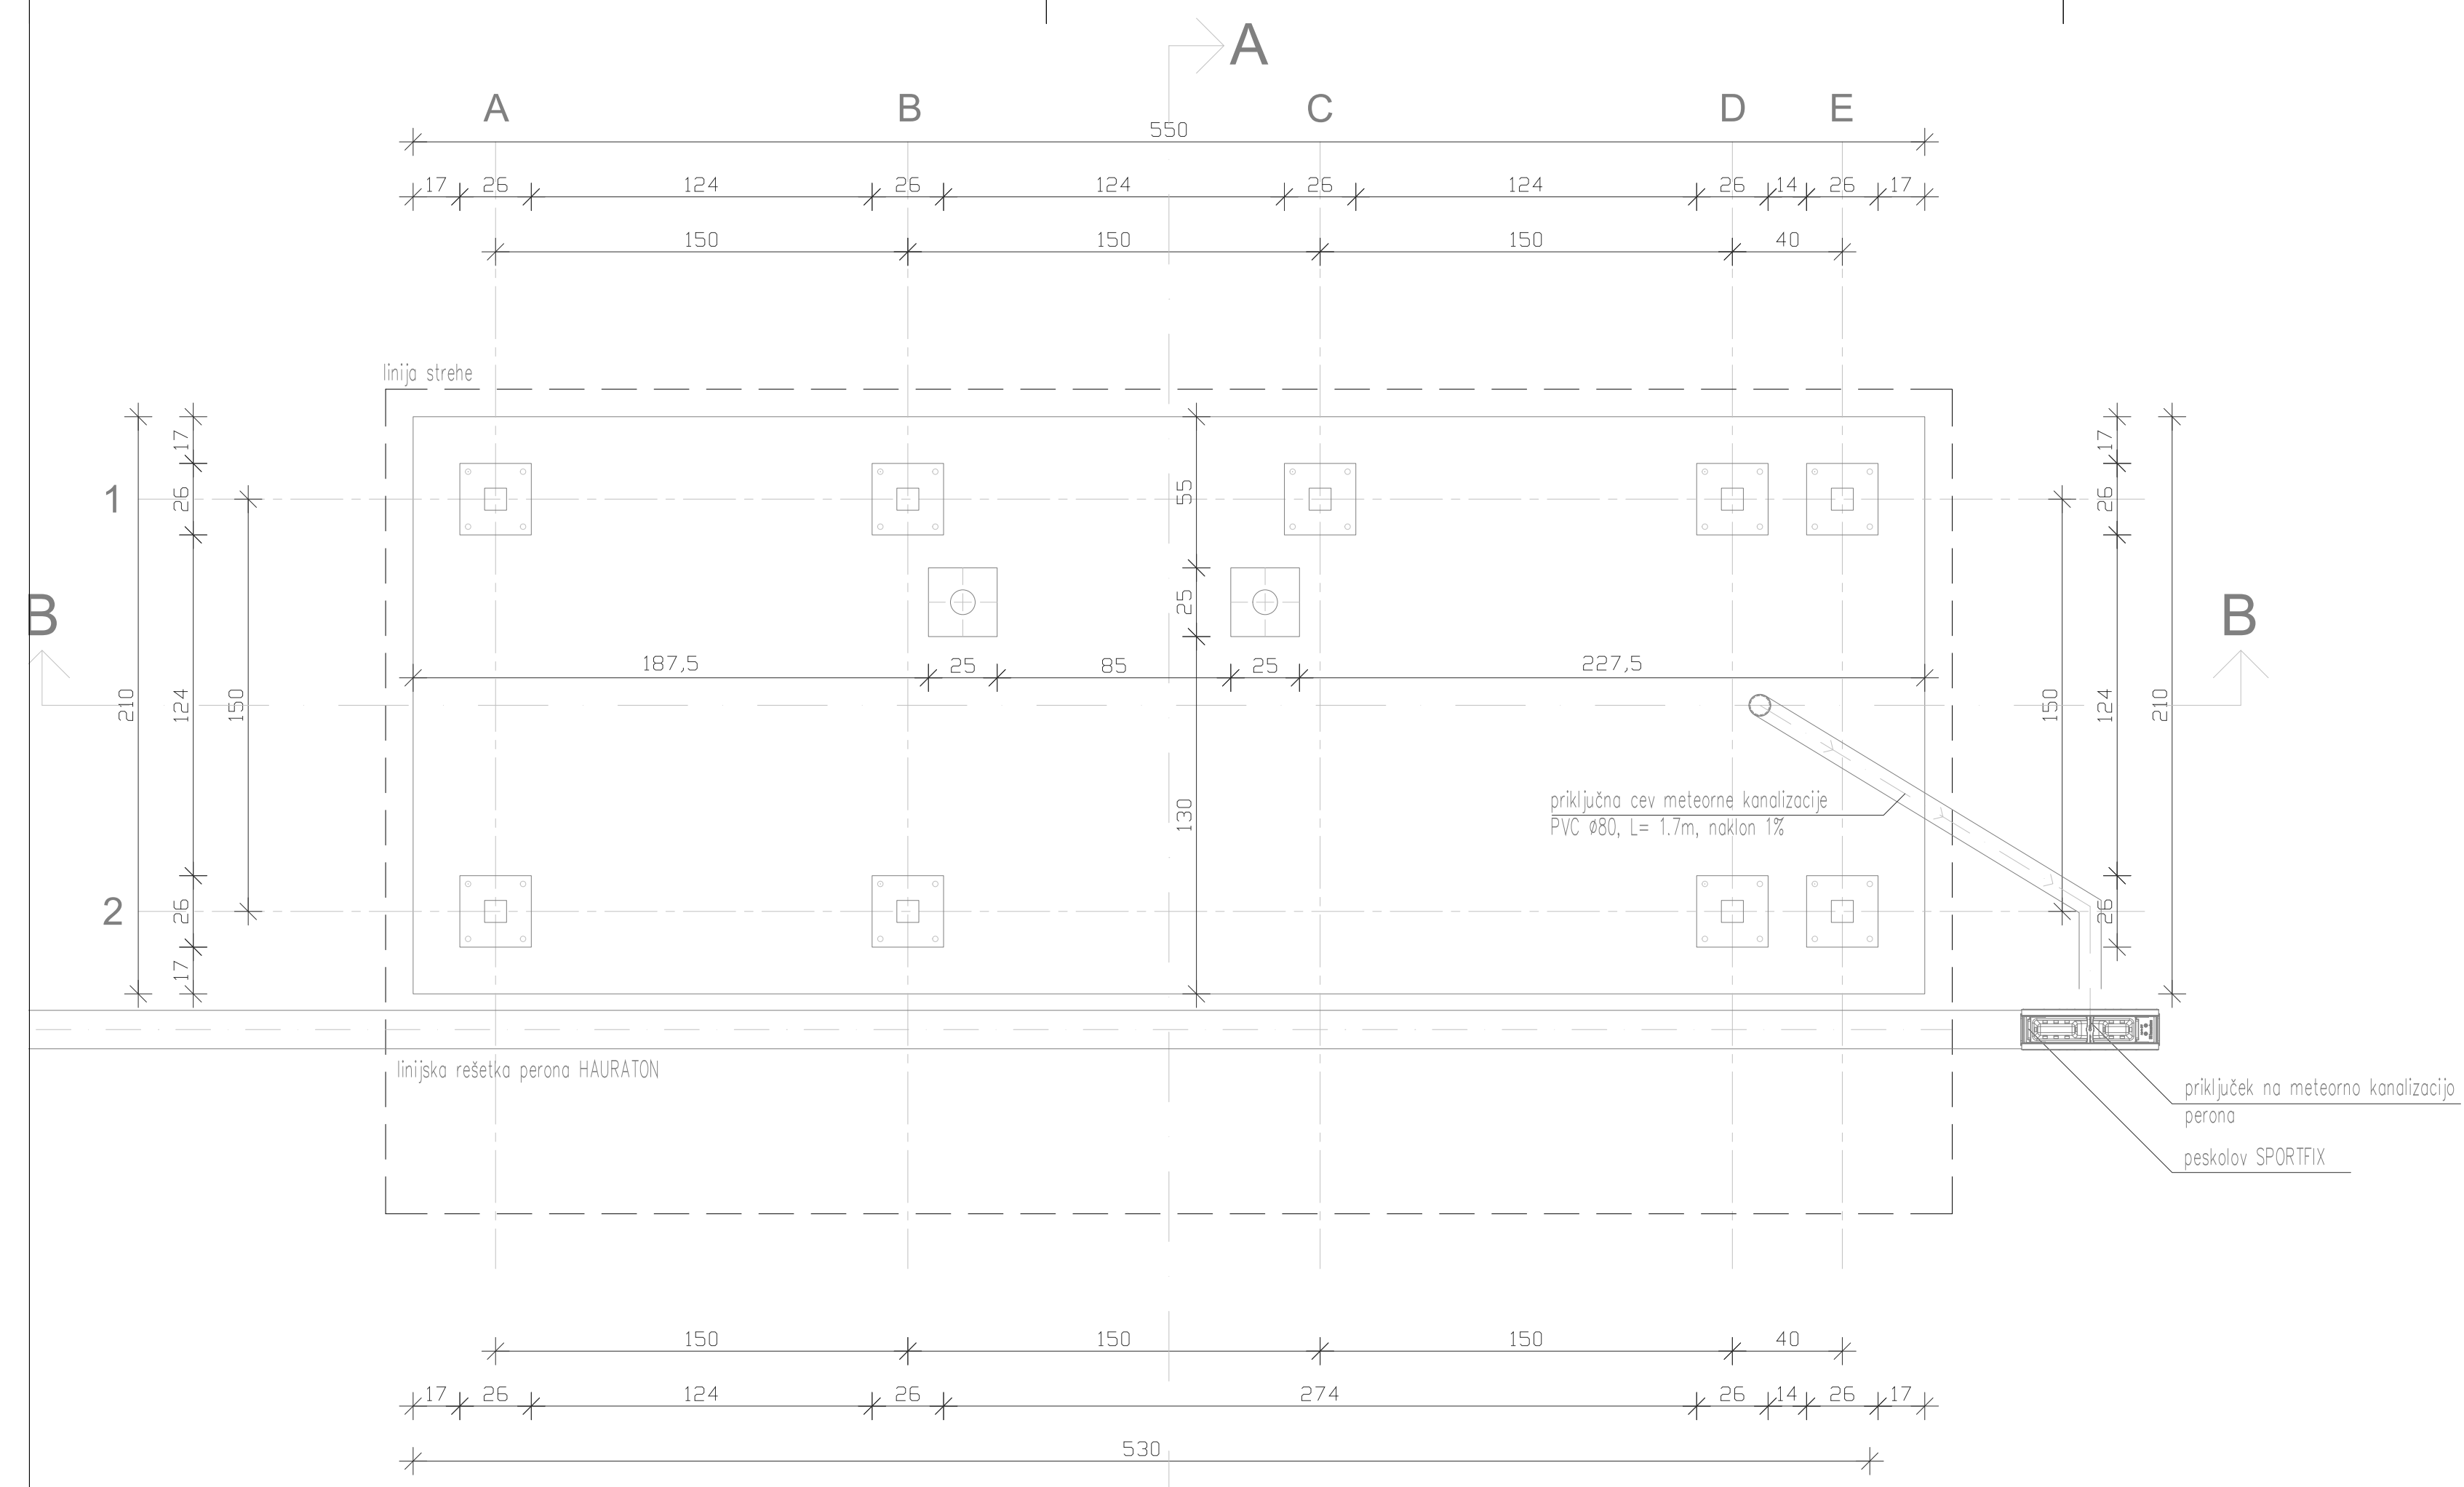 A
A B C D E
550
17 26 124 26 124 26 124 26 14 26 17
150 150 150 40
linija strehe
17 17
1 26 55 26
25
B B
187,5 25 85 25 227,5
210 124 150 150 124 210
priključna cev meteorne kanalizacije
PVC ø80, L= 1.7m, naklon 1%
130
2 26 26
17
linijska rešetka perona HAURATON
priključek na meteorno kanalizacijo
perona
peskolov SPORTFIX
150 150 150 40
17 26 124 26 274 26 14 26 17
530